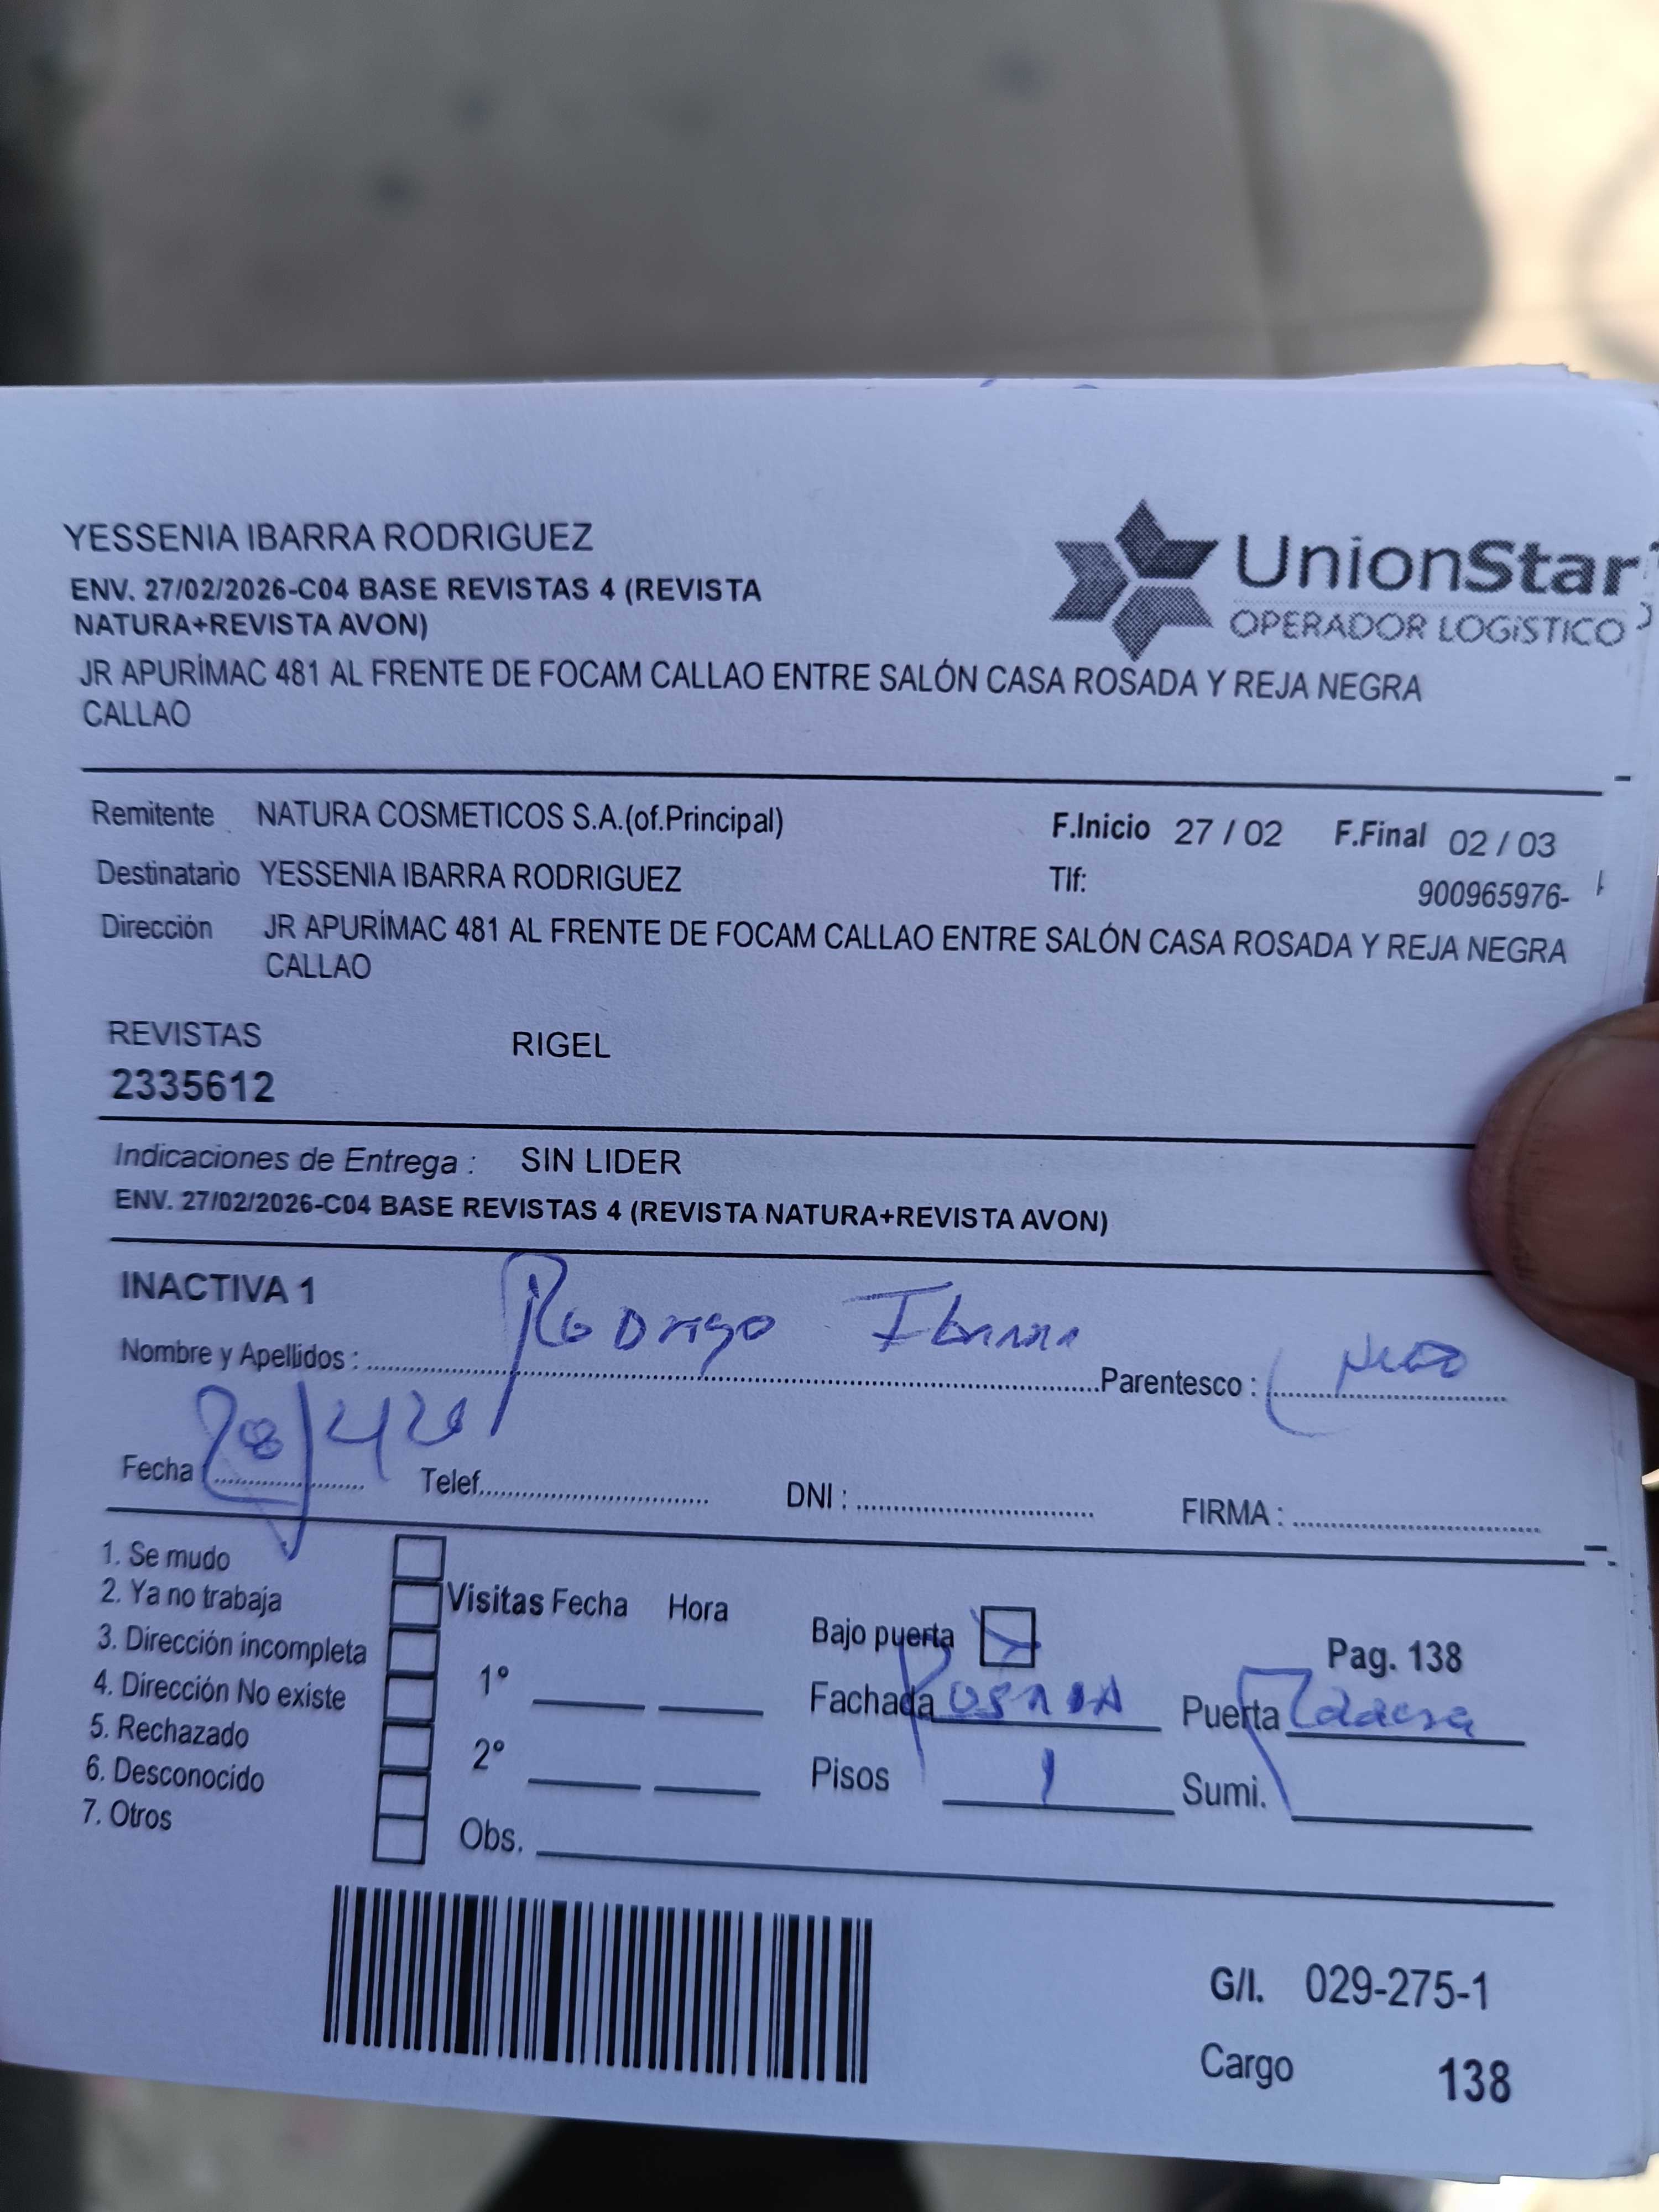 YESSENIA IBARRA RODRIGUEZ
ENV. 27/02/2026-C04 BASE REVISTAS 4 (REVISTA
NATURA+REVISTA AVON)
JR APURÍMAC 481 AL FRENTE DE FOCAM CALLAO ENTRE SALÓN CASA ROSADA Y REJA NEGRA
CALLAO
UnionStar
OPERADOR LOGíSTICO
Remitente NATURA COSMETICOS S.A.(of.Principal) F.Inicio 27 / 02 F.Final 02 / 03
Destinatario YESSENIA IBARRA RODRIGUEZ Tlf: 900965976-
Dirección JR APURÍMAC 481 AL FRENTE DE FOCAM CALLAO ENTRE SALÓN CASA ROSADA Y REJA NEGRA
CALLAO
REVISTAS RIGEL
2335612
Indicaciones de Entrega : SIN LIDER
ENV. 27/02/2026-C04 BASE REVISTAS 4 (REVISTA NATURA+REVISTA AVON)
INACTIVA 1
Nombre y Apellidos : Rodrigo Ibarra Parentesco :
Fecha Telef. DNI : FIRMA :
1. Se mudo
2. Ya no trabaja
3. Dirección incompleta
4. Dirección No existe
5. Rechazado
6. Desconocido
7. Otros
Visitas Fecha Hora
1°
2°
Obs.
Bajo puerta
Fachada Rosada Puerta
Pisos 1 Sumi.
Pag. 138
G/I. 029-275-1
Cargo 138